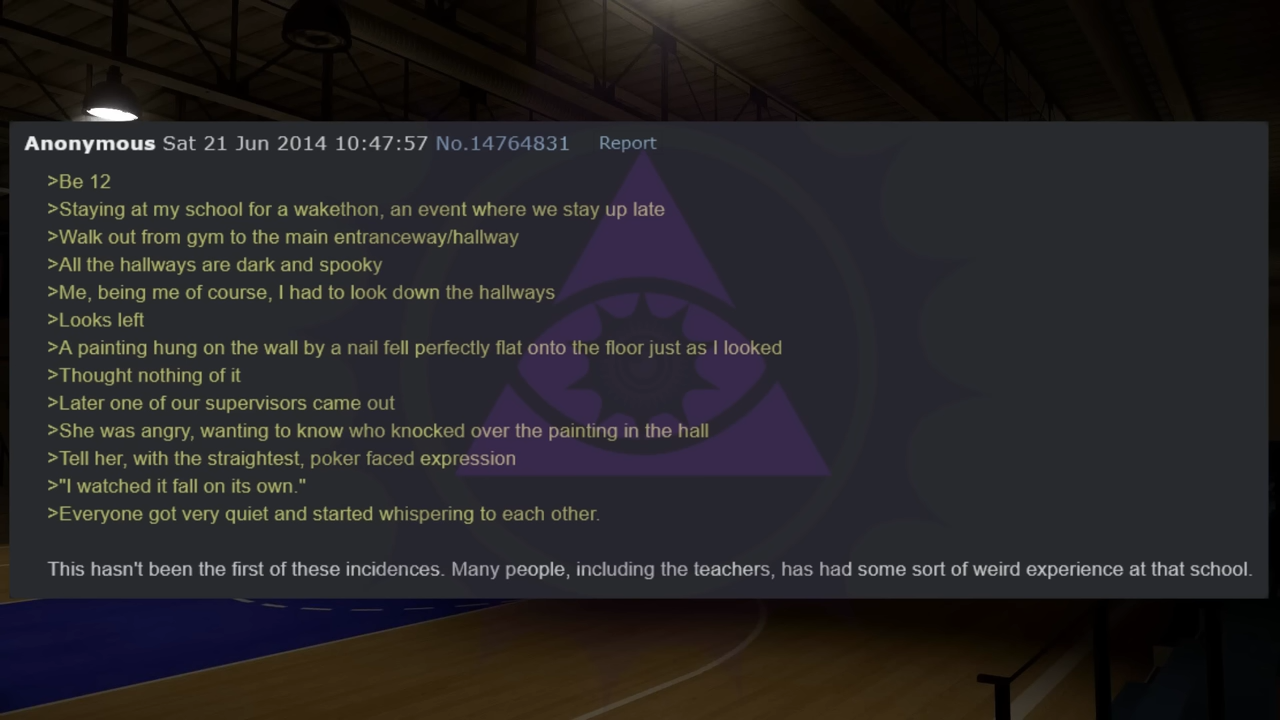 Anonymous Sat 21 Jun 2014 10:47:57 No.14764831 Report
>Be 12
>Staying at my school for a wakethon, an event where we stay up late
>Walk out from gym to the main entranceway/hallway
>All the hallways are dark and spooky
>Me, being me of course, I had to look down the hallways
>Looks left
>A painting hung on the wall by a nail fell perfectly flat onto the floor just as I looked
>Thought nothing of it
>Later one of our supervisors came out
>She was angry, wanting to know who knocked over the painting in the hall
>Tell her, with the straightest, poker faced expression
>"I watched it fall on its own."
>Everyone got very quiet and started whispering to each other.
This hasn't been the first of these incidences. Many people, including the teachers, has had some sort of weird experience at that school.